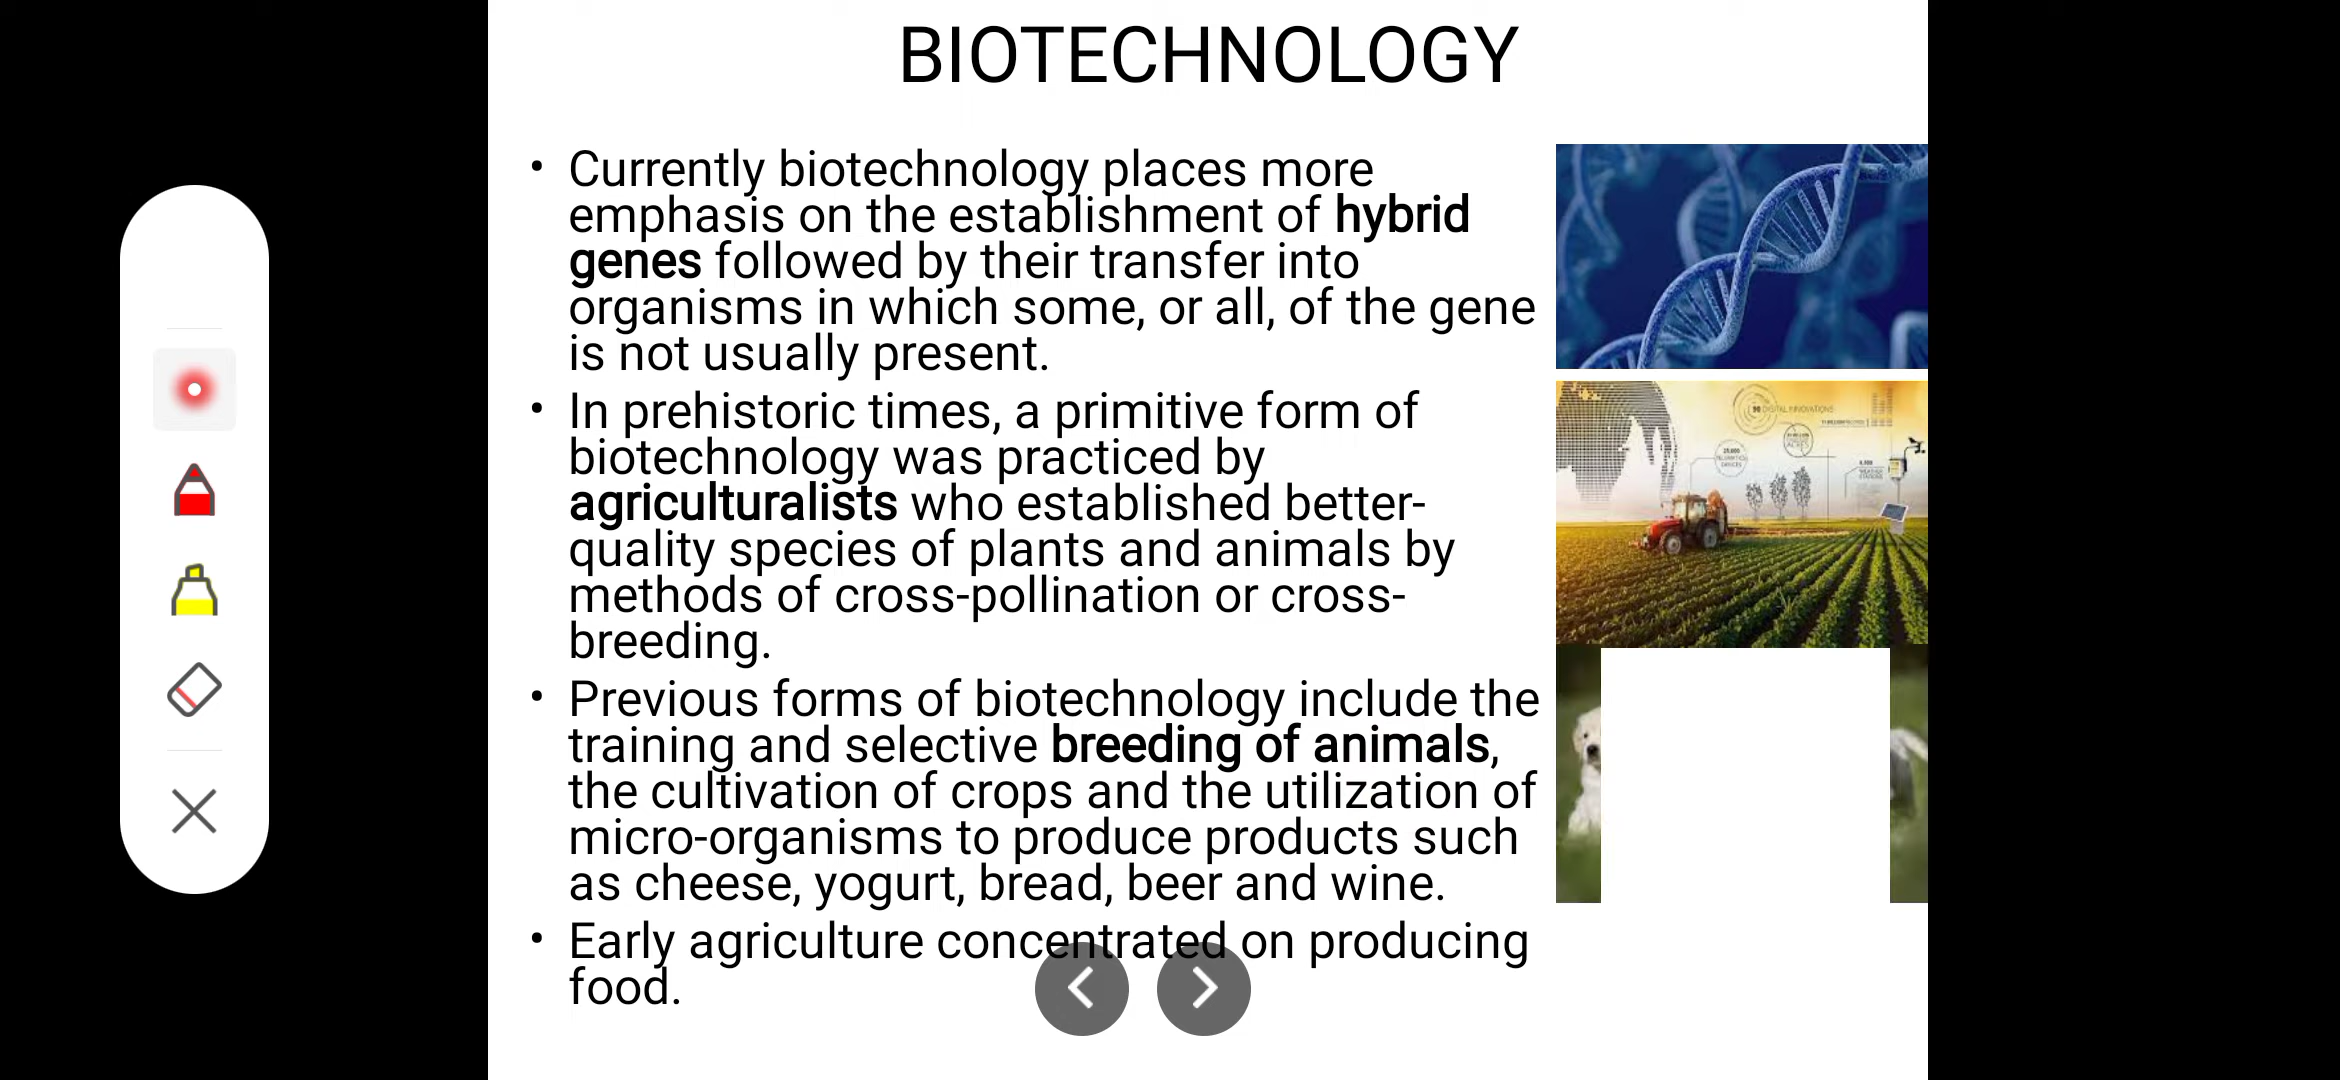 BIOTECHNOLOGY
• Currently biotechnology places more
emphasis on the establishment of hybrid
genes followed by their transfer into
organisms in which some, or all, of the gene
is not usually present.
• In prehistoric times, a primitive form of
biotechnology was practiced by
agriculturalists who established better-
quality species of plants and animals by
methods of cross-pollination or cross-
breeding.
• Previous forms of biotechnology include the
training and selective breeding of animals,
the cultivation of crops and the utilization of
micro-organisms to produce products such
as cheese, yogurt, bread, beer and wine.
• Early agriculture concentrated on producing
food.
DIGITAL INNOVATIONS